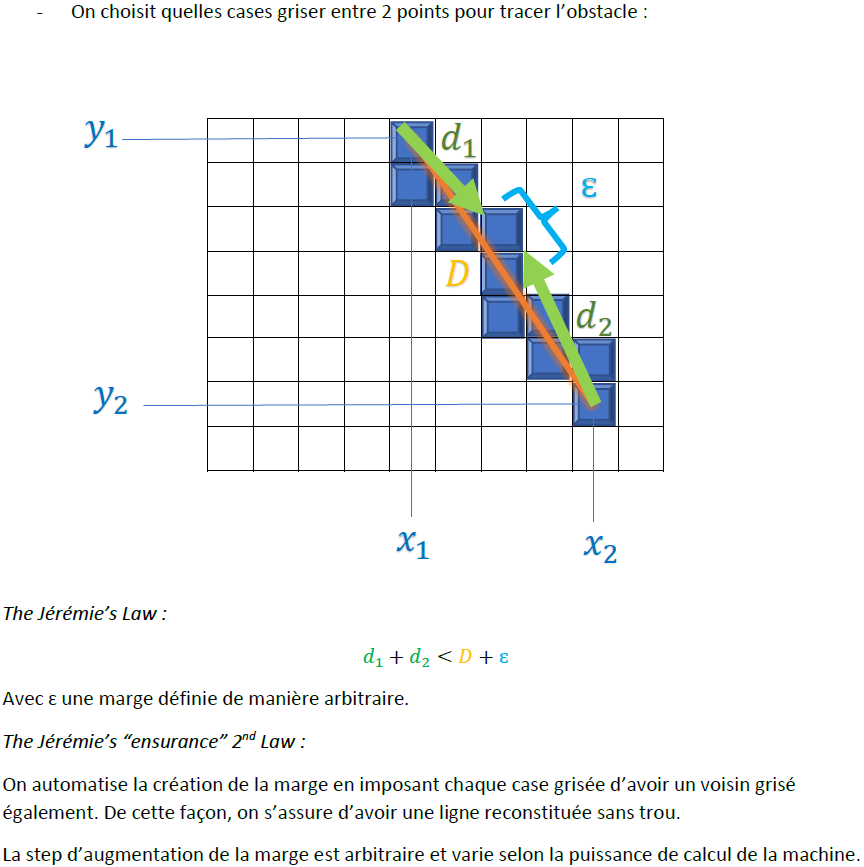 - On choisit quelles cases griser entre 2 points pour tracer l’obstacle :
y₁
d₁
ε
D
d₂
y₂
x₁
x₂
The Jérémie’s Law :
d₁ + d₂ < D + ε
Avec ε une marge définie de manière arbitraire.
The Jérémie’s “ensurance” 2nd Law :
On automatise la création de la marge en imposant chaque case grisée d’avoir un voisin grisé
également. De cette façon, on s’assure d’avoir une ligne reconstituée sans trou.
La step d’augmentation de la marge est arbitraire et varie selon la puissance de calcul de la machine.